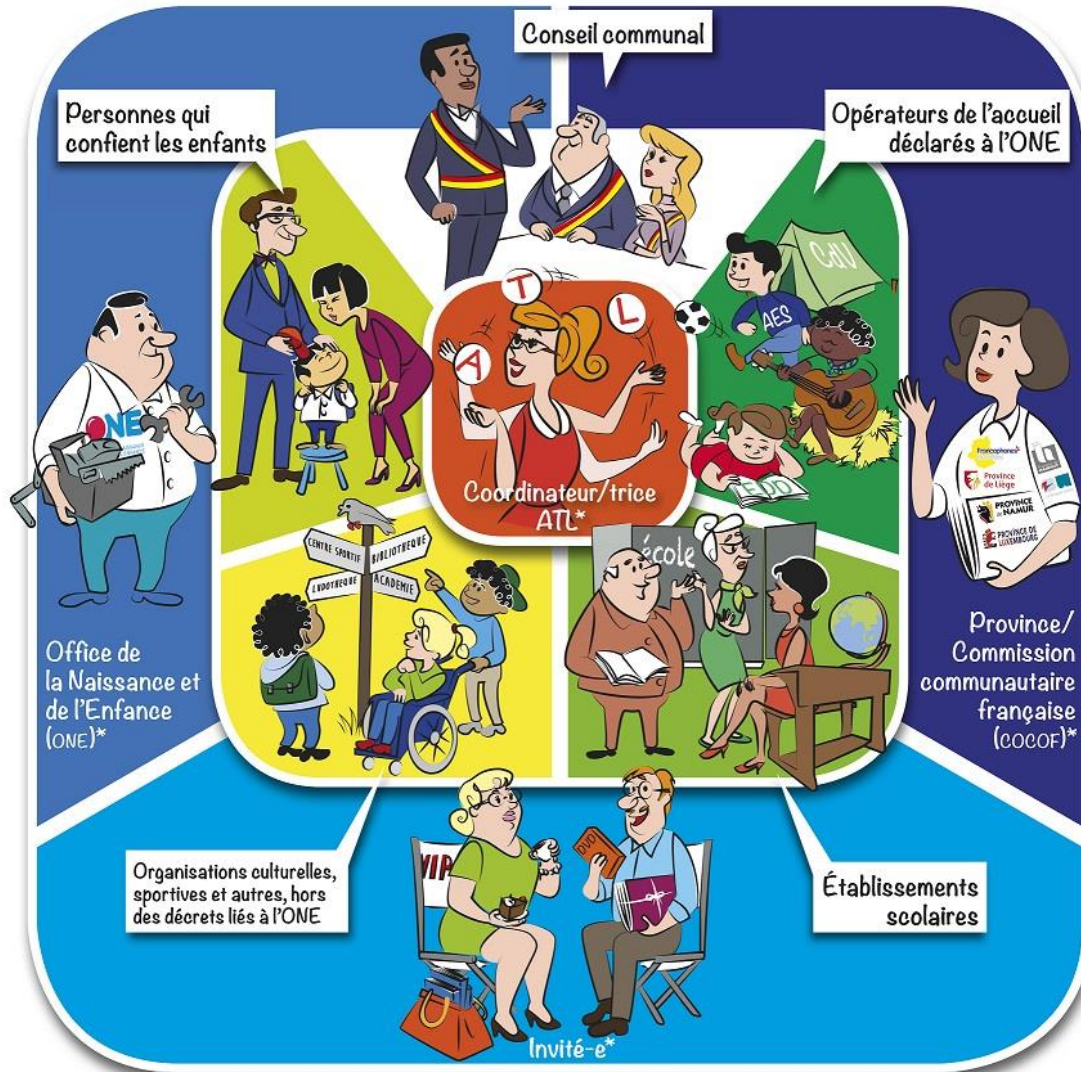 Conseil communal
Personnes qui
confient les enfants
Opérateurs de l'accueil
déclarés à l'ONE
CdV
AES
A
T
L
Coordinateur/trice
ATL*
ONE
Francophones
Province
de Liège
PROVINCE
DE NAMUR
PROVINCE DE
LUXEMBOURG
CENTRE SPORTIF
BIBLIOTHEQUE
LUDOTHEQUE
ACADEMIE
école
Office de
la Naissance et
de l'Enfance
(ONE)*
Province/
Commission
communautaire
française
(COCOF)*
Organisations culturelles,
sportives et autres, hors
des décrets liés à l'ONE
VIP
DVD
Établissements
scolaires
Invité-e*